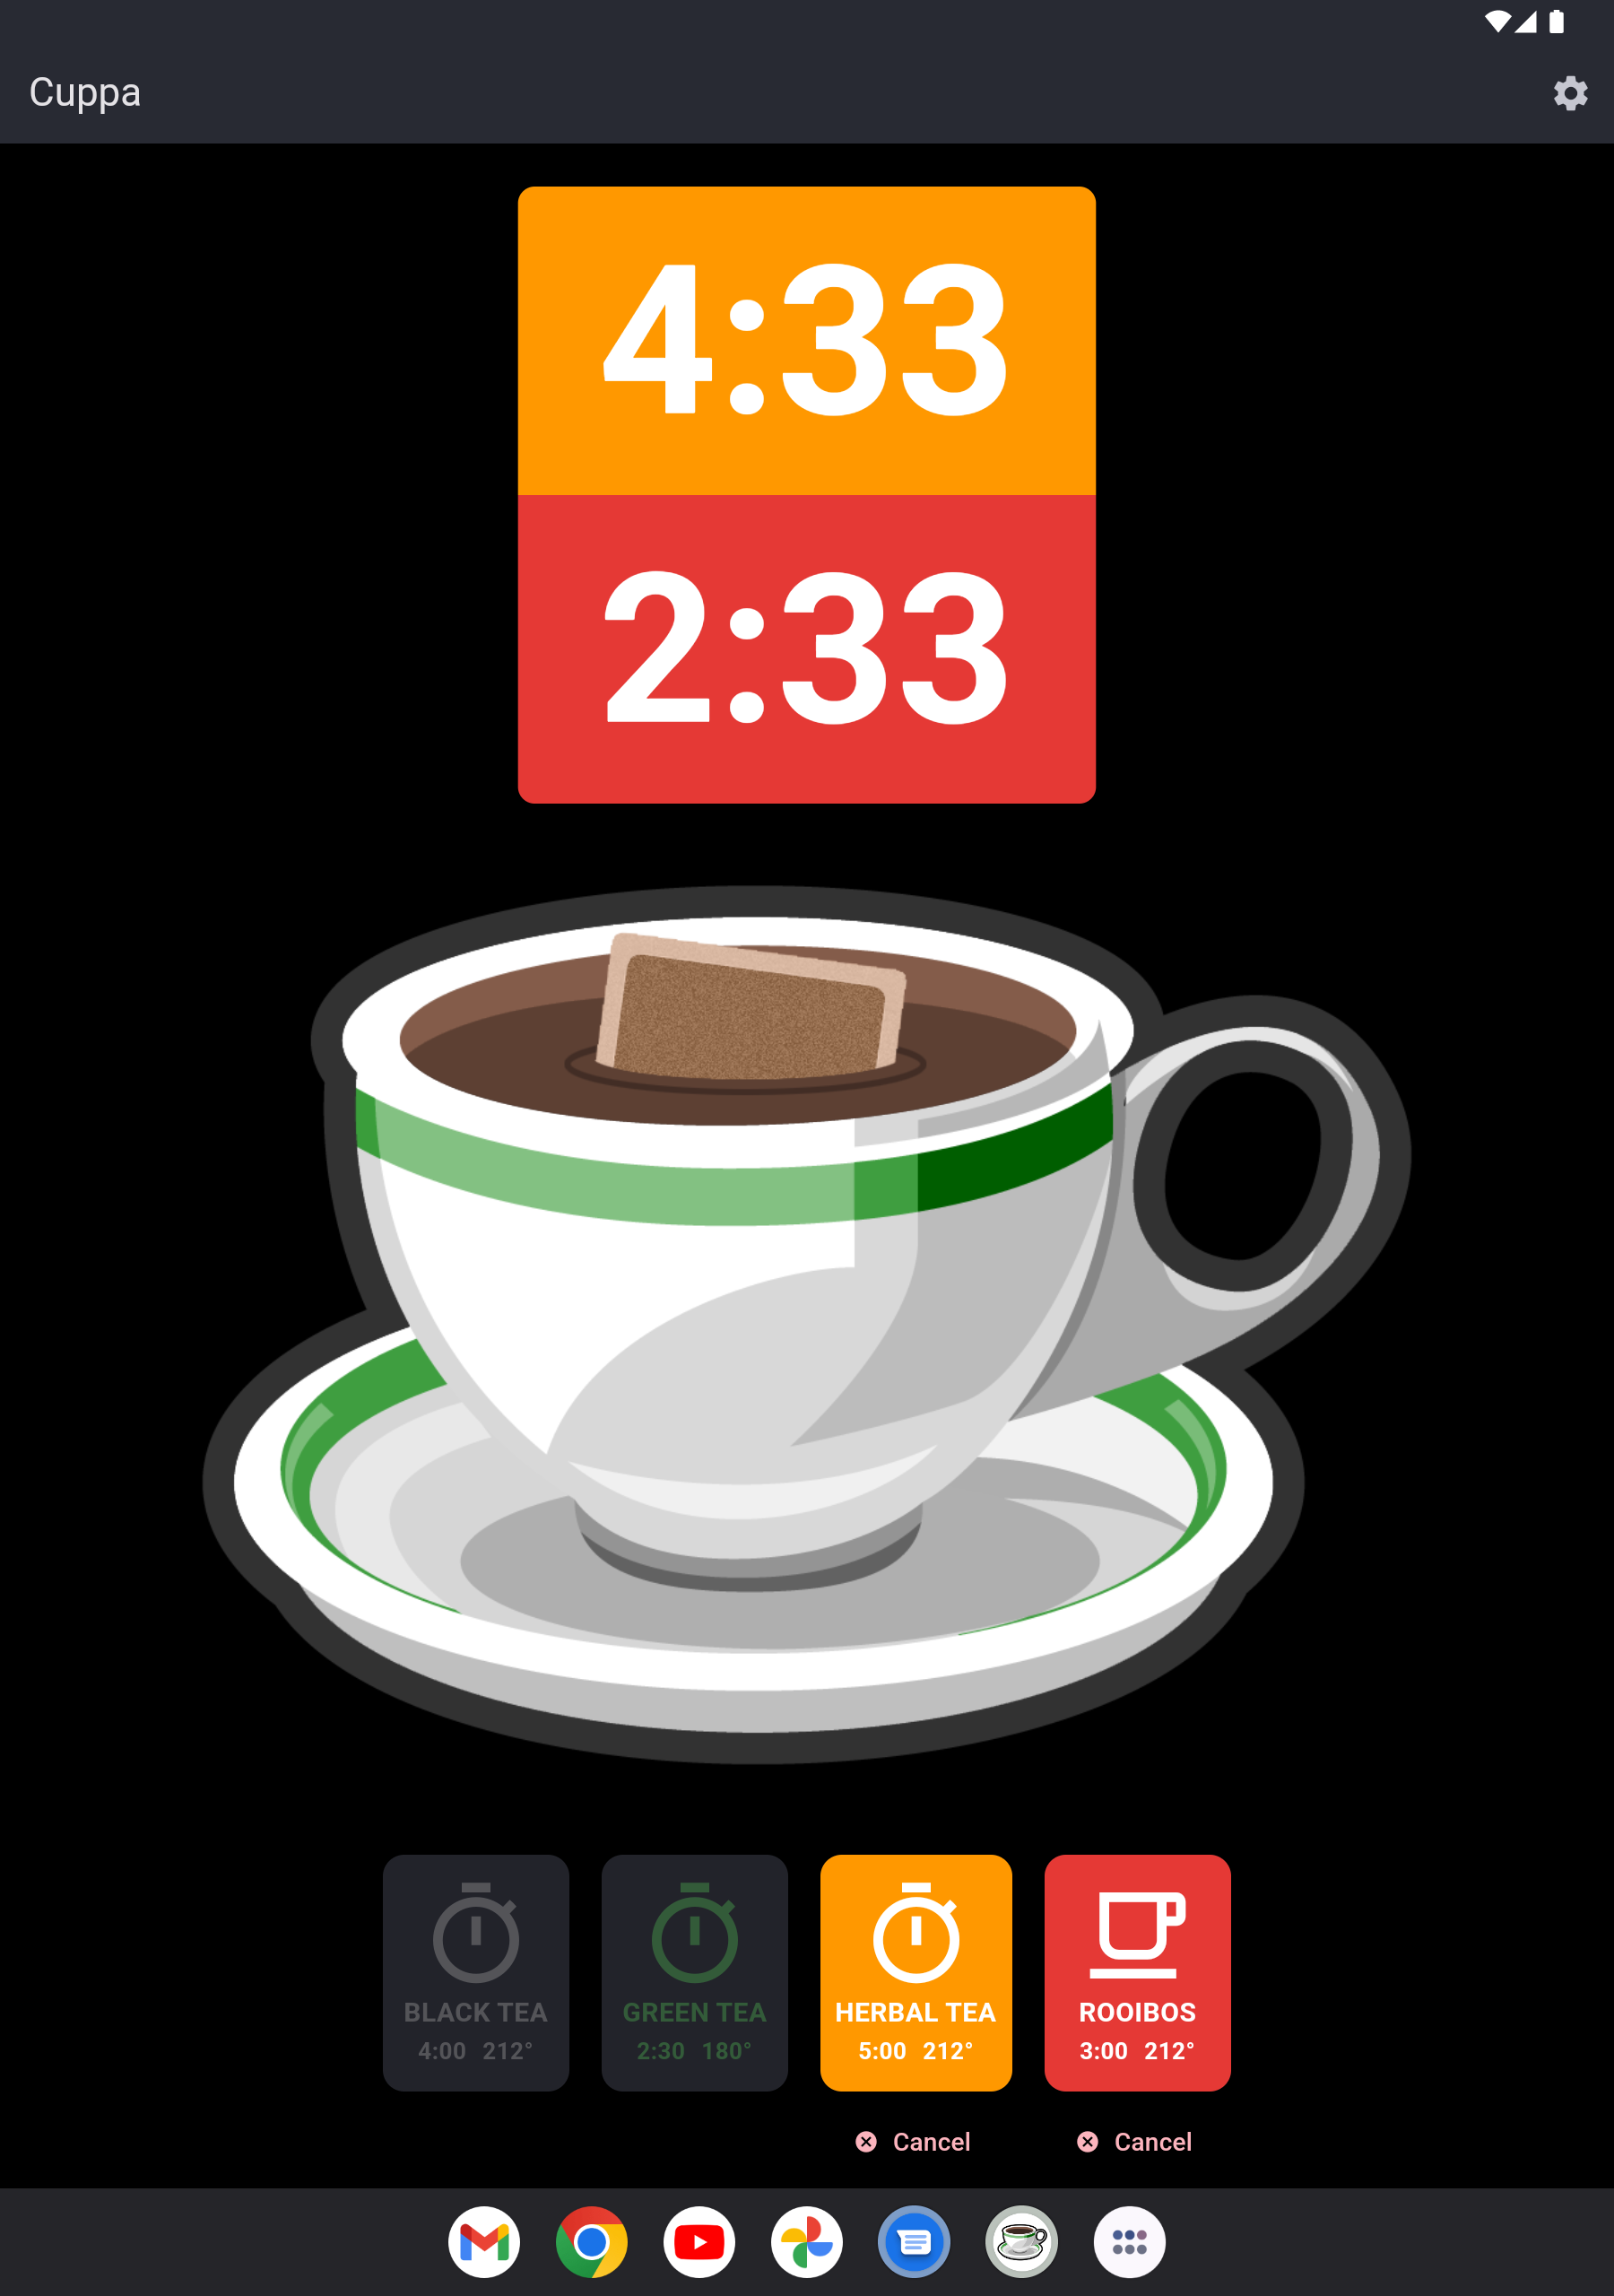 Cuppa
4:33
2:33
BLACK TEA
4:00 212°
GREEN TEA
2:30 180°
HERBAL TEA
5:00 212°
ROOIBOS
3:00 212°
Cancel
Cancel